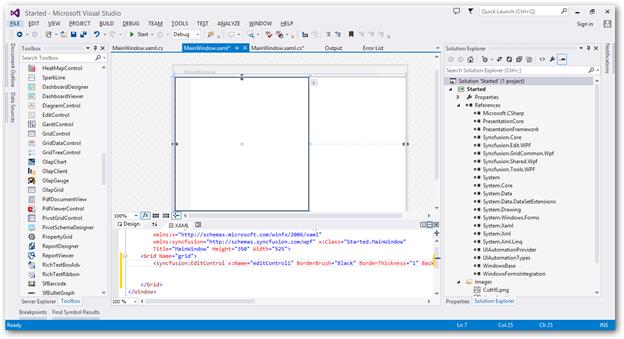 Started - Microsoft Visual Studio
Quick Launch (Ctrl+Q)
FILE EDIT VIEW PROJECT BUILD DEBUG TEAM TOOLS TEST ANALYZE WINDOW HELP
Sign in
Start Debug
Document Outline
Data Sources
Toolbox
Search Toolbox
HeatMapControl
SparkLine
DashboardDesigner
DashboardViewer
DiagramControl
EditControl
GanttControl
GridControl
GridDataControl
GridTreeControl
OlapChart
OlapClient
OlapGauge
OlapGrid
PdfDocumentView
PdfViewerControl
PivotGridControl
PivotSchemaDesigner
PropertyGrid
ReportDesigner
ReportViewer
RichTextBoxAdv
RichTextRibbon
SfBarcode
SfBulletGraph
Server Explorer Toolbox
MainWindow.xaml.cs
MainWindow.xaml*
MainWindow.xaml.cs*
Output
Error List
MainWindow
100%
Design
XAML
xmlns:x="http://schemas.microsoft.com/winfx/2006/xaml"
xmlns:syncfusion="http://schemas.syncfusion.com/wpf" x:Class="Started.MainWindow"
Title="MainWindow" Height="350" Width="525">
<Grid Name="grid">
<syncfusion:EditControl x:Name="editControl1" BorderBrush="Black" BorderThickness="1" Back
</Grid>
</Window>
100 %
Solution Explorer
Search Solution Explorer (Ctrl+;)
Solution 'Started' (1 project)
Started
Properties
References
Microsoft.CSharp
PresentationCore
PresentationFramework
Syncfusion.Core
Syncfusion.Edit.WPF
Syncfusion.GridCommon.Wpf
Syncfusion.Shared.Wpf
Syncfusion.Tools.WPF
System
System.Core
System.Data
System.Data.DataSetExtensions
System.Drawing
System.Windows.Forms
System.Xaml
System.Xml
System.Xml.Linq
UIAutomationProvider
UIAutomationTypes
WindowsBase
WindowsFormsIntegration
Images
CutHS.png
Properties Solution Explorer
Notifications
Breakpoints Find Symbol Results
Ready
Ln 7 Col 25 Ch 25 INS